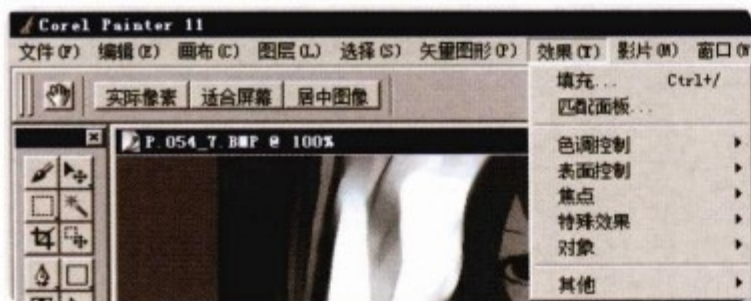 Corel Painter 11
文件(F) 编辑(E) 画布(C) 图层(L) 选择(S) 矢量图形(P) 效果(T) 影片(M) 窗口
实际像素 适合屏幕 居中图像
填充... Ctrl+/
匹配面板...
P.054_7.BMP @ 100%
色调控制
表面控制
焦点
特殊效果
对象
其他